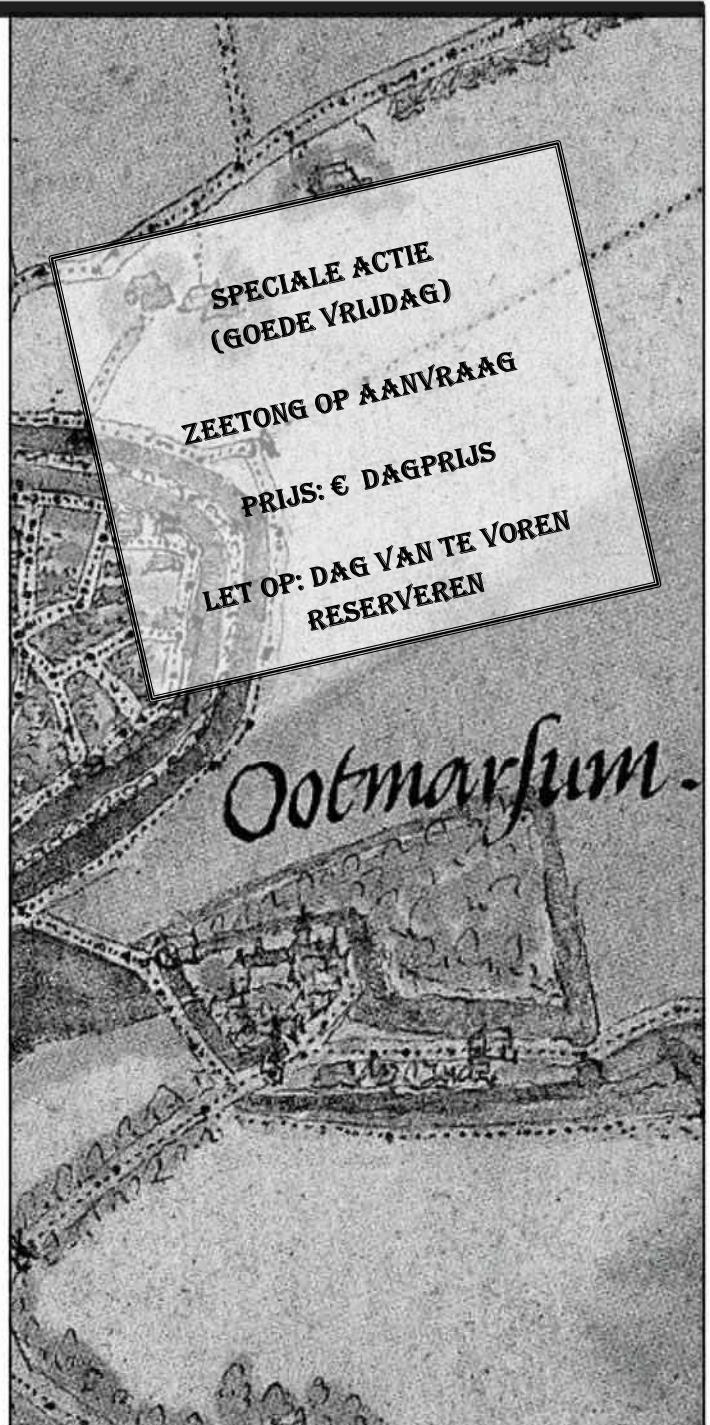 SPECIALE ACTIE
(GOEDE VRIJDAG)
ZEETONG OP AANVRAAG
PRIJS: € DAGPRIJS
LET OP: DAG VAN TE VOREN
RESERVEREN
Ootmarſum.